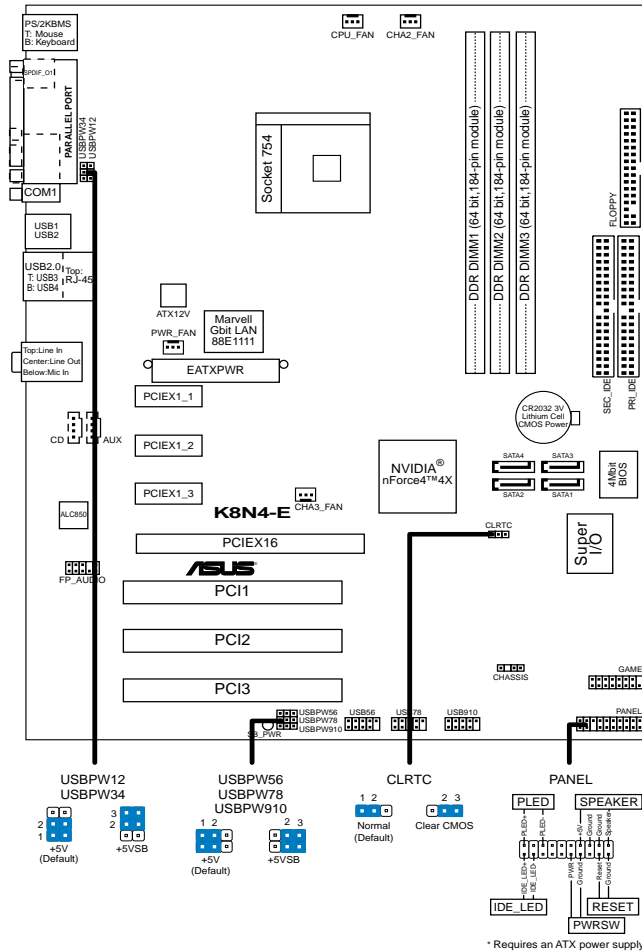 PS/2KBMS
T: Mouse
B: Keyboard
CPU_FAN
CHA2_FAN
SPDIF_O1
PARALLEL PORT
USBPW34
USBPW12
Socket 754
DDR DIMM1 (64 bit,184-pin module)
DDR DIMM2 (64 bit,184-pin module)
DDR DIMM3 (64 bit,184-pin module)
FLOPPY
COM1
USB1
USB2
USB2.0
T: USB3
B: USB4
Top:
RJ-45
ATX12V
PWR_FAN
Marvell
Gbit LAN
88E1111
EATXPWR
SEC_IDE
PRI_IDE
Top:Line In
Center:Line Out
Below:Mic In
PCIEX1_1
CR2032 3V
Lithium Cell
CMOS Power
CD
AUX
PCIEX1_2
NVIDIA®
nForce4™4X
SATA4
SATA3
SATA2
SATA1
4Mbit
BIOS
PCIEX1_3
CHA3_FAN
ALC850
K8N4-E
CLRTC
Super
I/O
PCIEX16
ASUS®
FP_AUDIO
PCI1
PCI2
CHASSIS
GAME
PCI3
SB_PWR
USBPW56
USBPW78
USBPW910
USB56
USB78
USB910
PANEL
USBPW12
USBPW34
2
1
+5V
(Default)
3
2
+5VSB
USBPW56
USBPW78
USBPW910
1 2
+5V
(Default)
2 3
+5VSB
CLRTC
1 2
Normal
(Default)
2 3
Clear CMOS
PANEL
PLED
SPEAKER
PLED+
PLED-
+5V
Ground
Ground
Speaker
IDE_LED+
IDE_LED-
PWR
Ground
Reset
Ground
IDE_LED
RESET
PWRSW
* Requires an ATX power supply